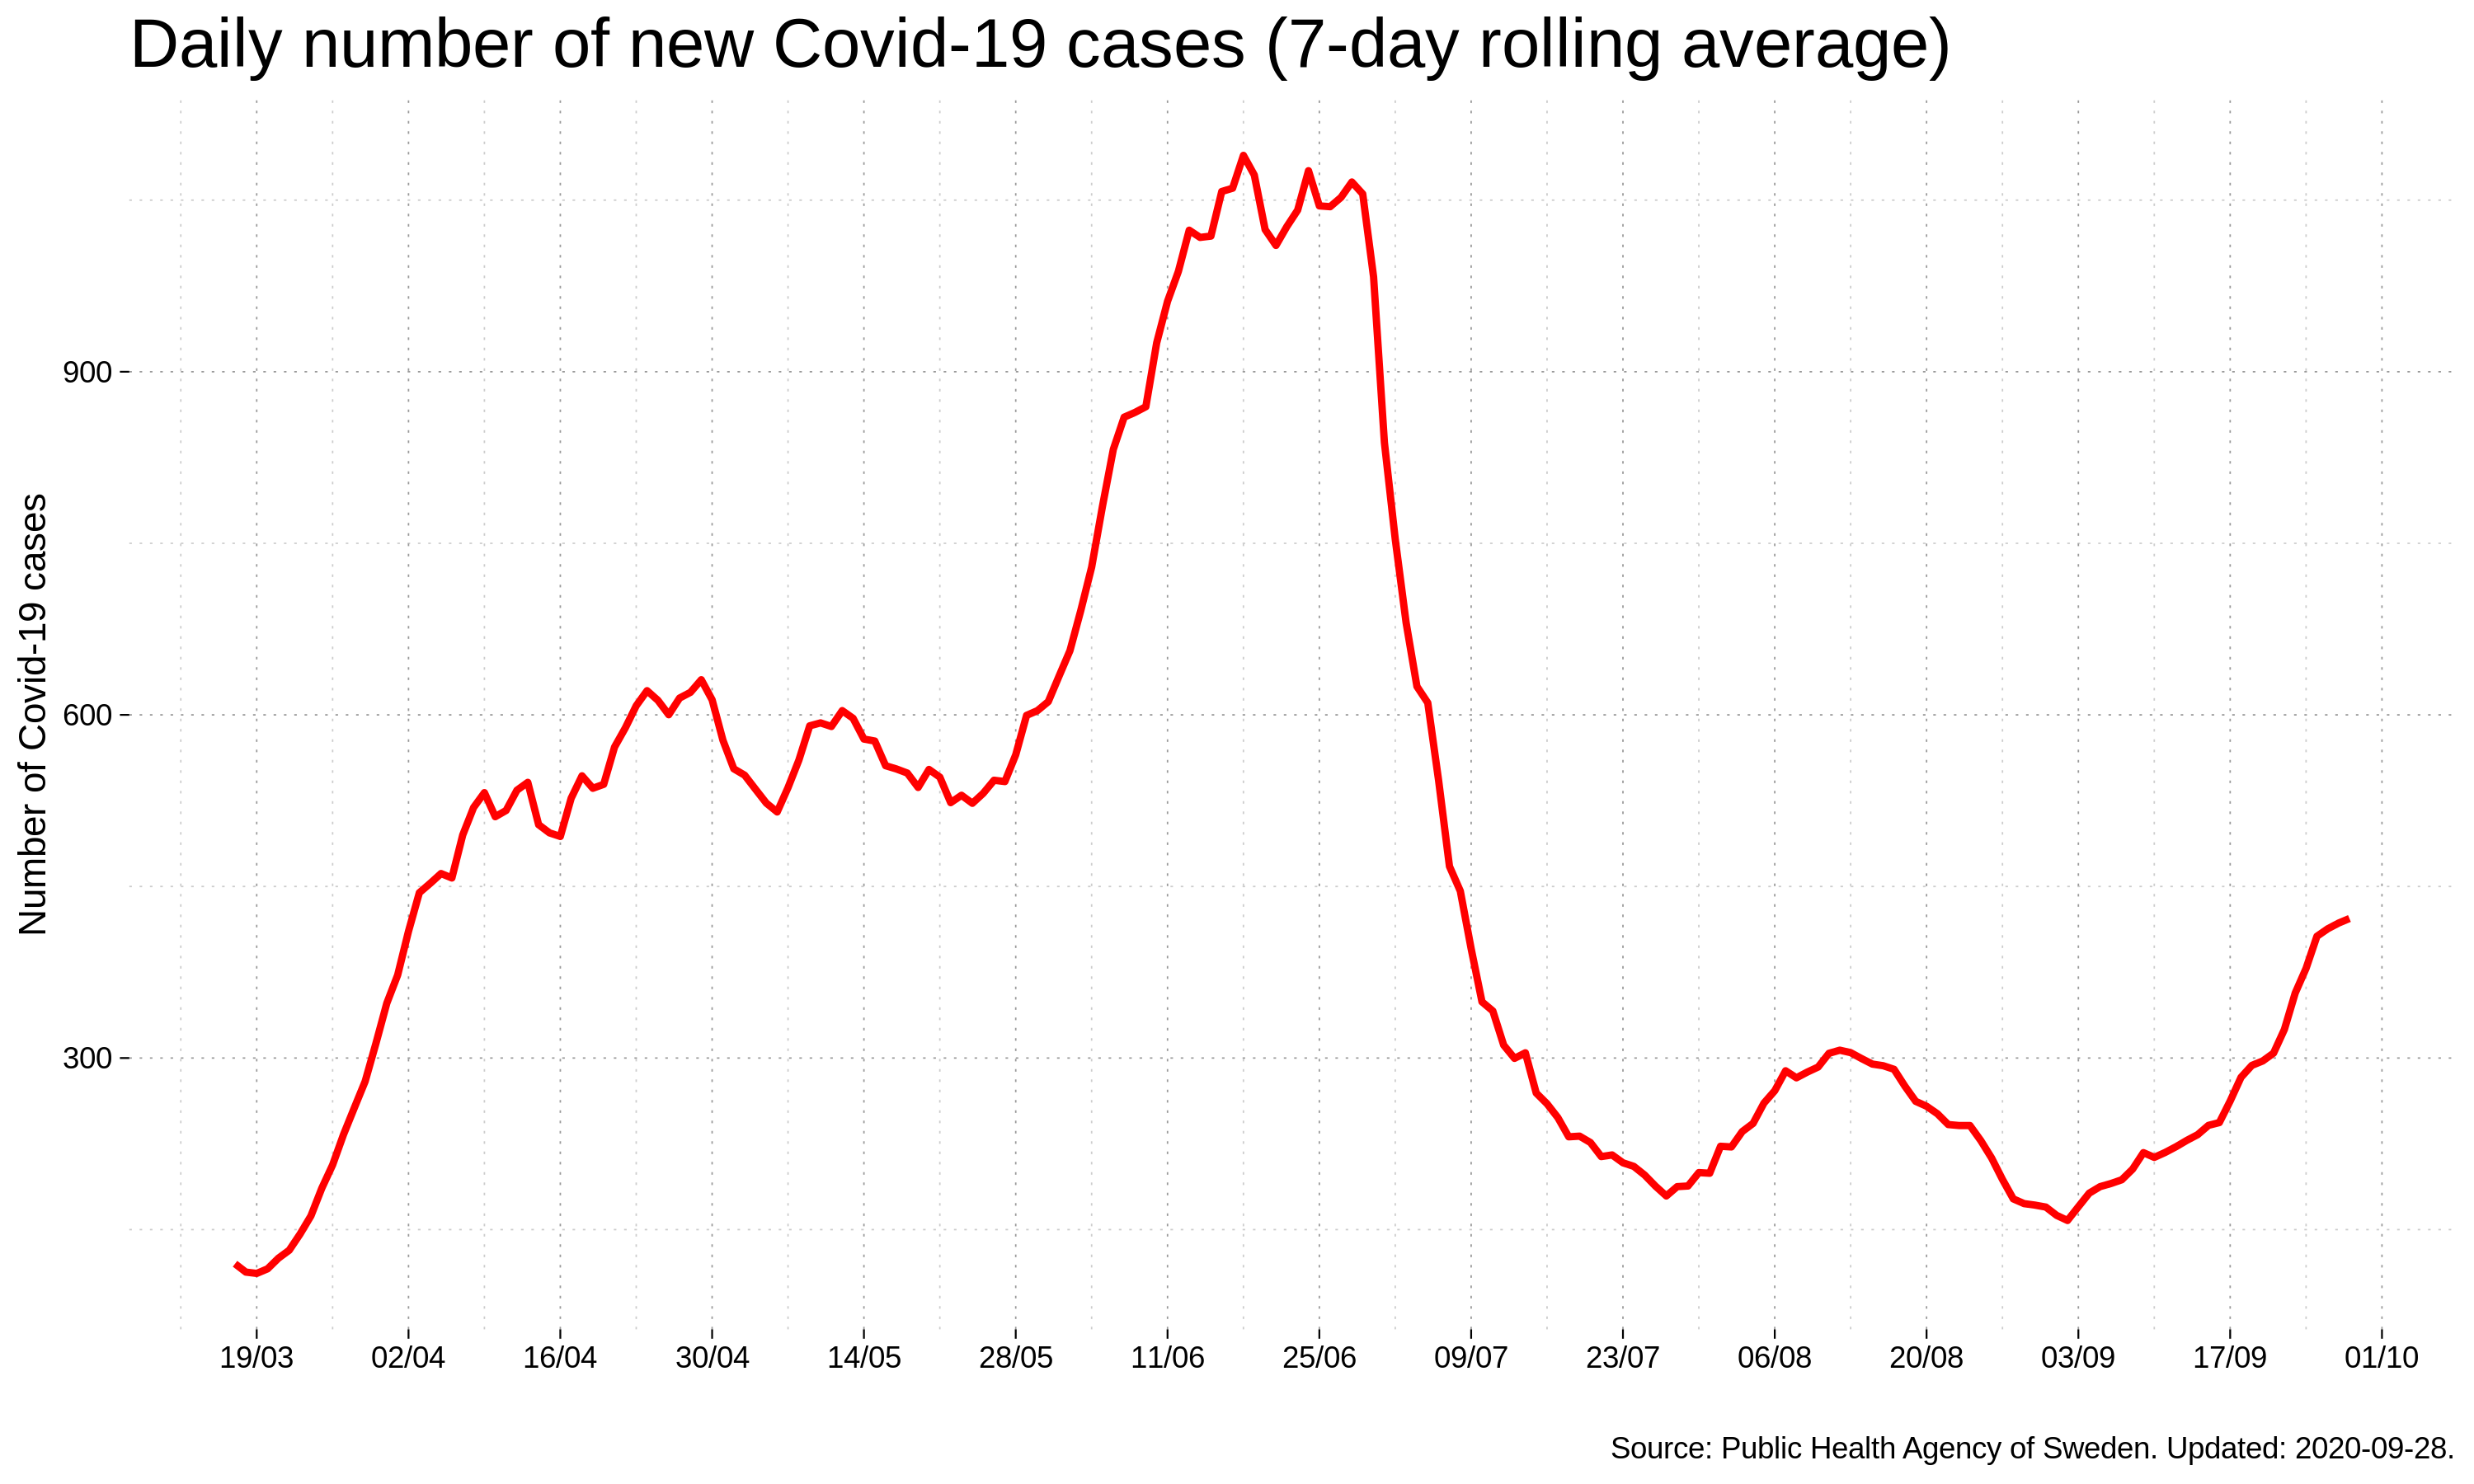 Daily number of new Covid-19 cases (7-day rolling average)
Number of Covid-19 cases
900
600
300
19/03 02/04 16/04 30/04 14/05 28/05 11/06 25/06 09/07 23/07 06/08 20/08 03/09 17/09 01/10
Source: Public Health Agency of Sweden. Updated: 2020-09-28.